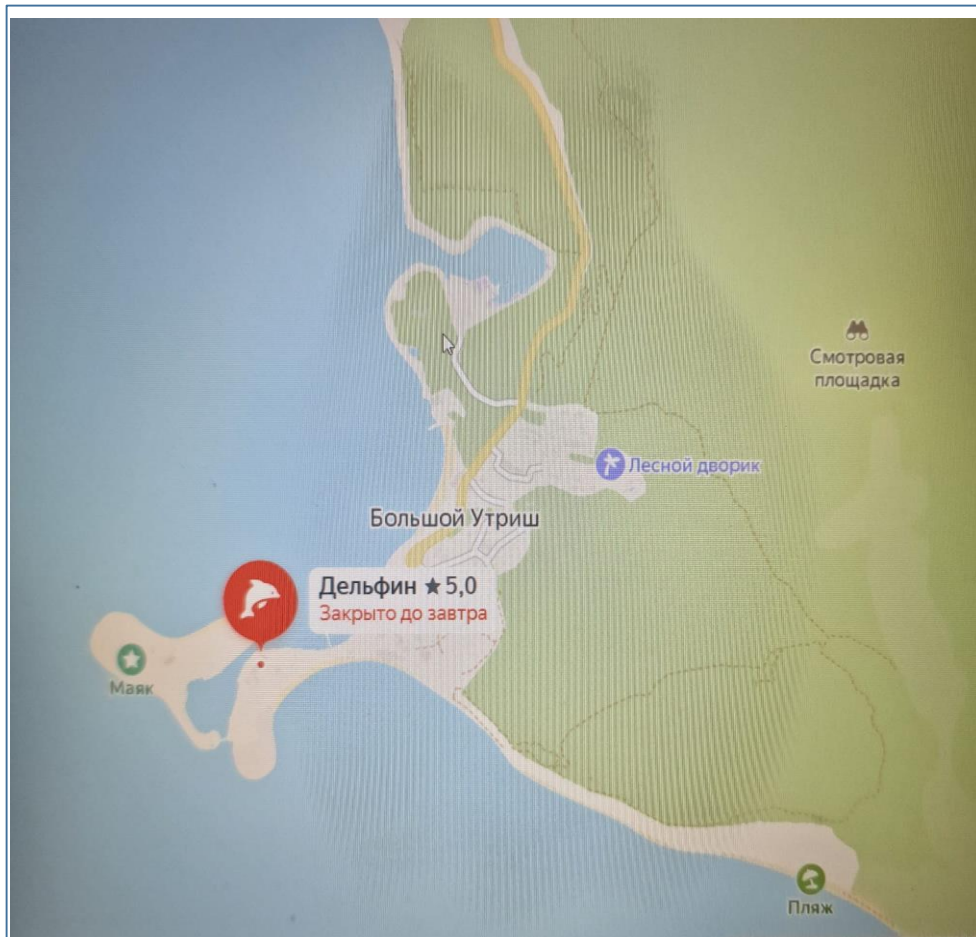 Смотровая
площадка
Лесной дворик
Большой Утриш
Дельфин ★ 5,0
Закрыто до завтра
Маяк
Пляж